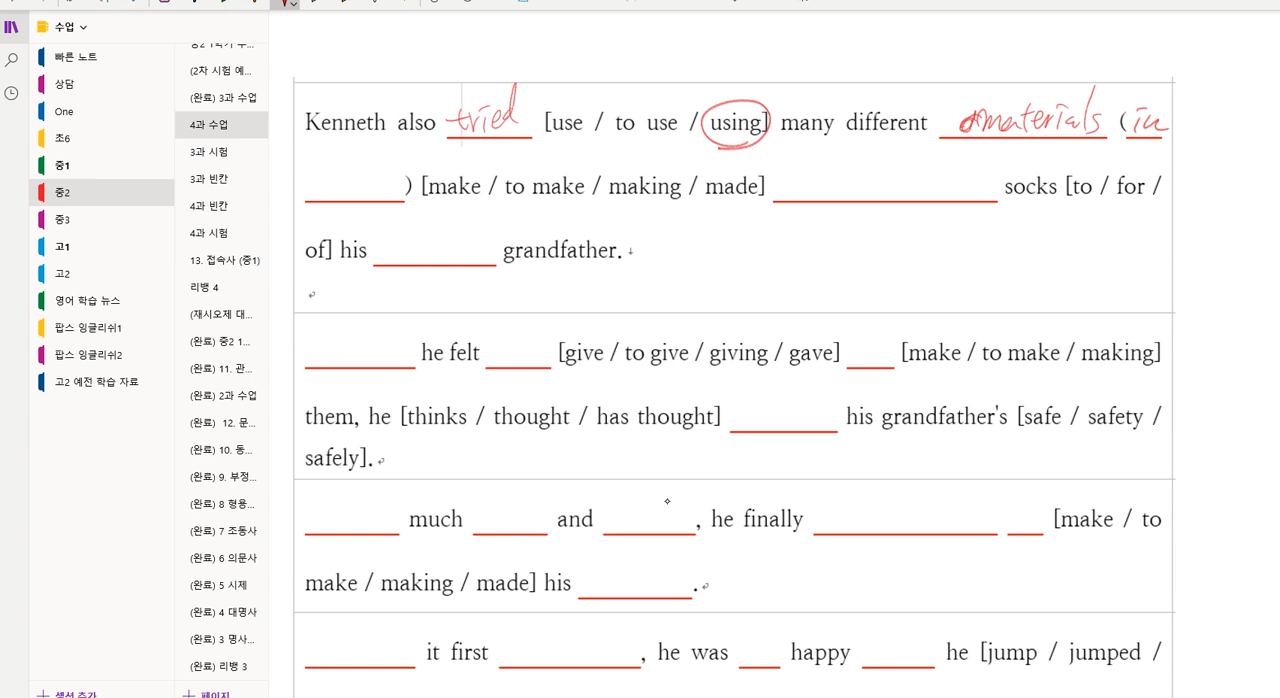 수업
빠른 노트
상담
One
초6
중1
중2
중3
고1
고2
영어 학습 뉴스
팝스 잉글리쉬1
팝스 잉글리쉬2
고2 예전 학습 자료
섹션 추가
(2차 시험 예...
(완료) 3과 수업
4과 수업
3과 시험
3과 빈칸
4과 빈칸
4과 시험
13. 접속사 (중1)
리뱅 4
(재시오제 대...
(완료) 중2 1...
(완료) 11. 관...
(완료) 2과 수업
(완료) 12. 문...
(완료) 10. 동...
(완료) 9. 부정...
(완료) 8 형용...
(완료) 7 조동사
(완료) 6 의문사
(완료) 5 시제
(완료) 4 대명사
(완료) 3 명사...
(완료) 리뱅 3
페이지
Kenneth also tried [use / to use / using] many different materials (in
) [make / to make / making / made] socks [to / for /
of] his grandfather.
he felt [give / to give / giving / gave] [make / to make / making]
them, he [thinks / thought / has thought] his grandfather's [safe / safety /
safely].
much and , he finally [make / to
make / making / made] his .
it first , he was happy he [jump / jumped /